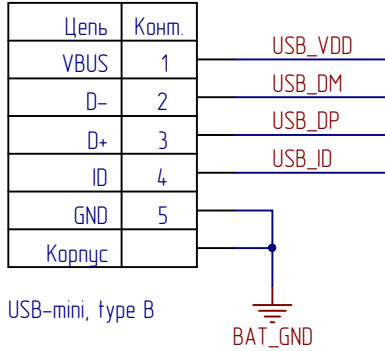 Цепь Конт.
VBUS 1 USB_VDD
D- 2 USB_DM
D+ 3 USB_DP
ID 4 USB_ID
GND 5
Корпус
USB-mini, type B
BAT_GND